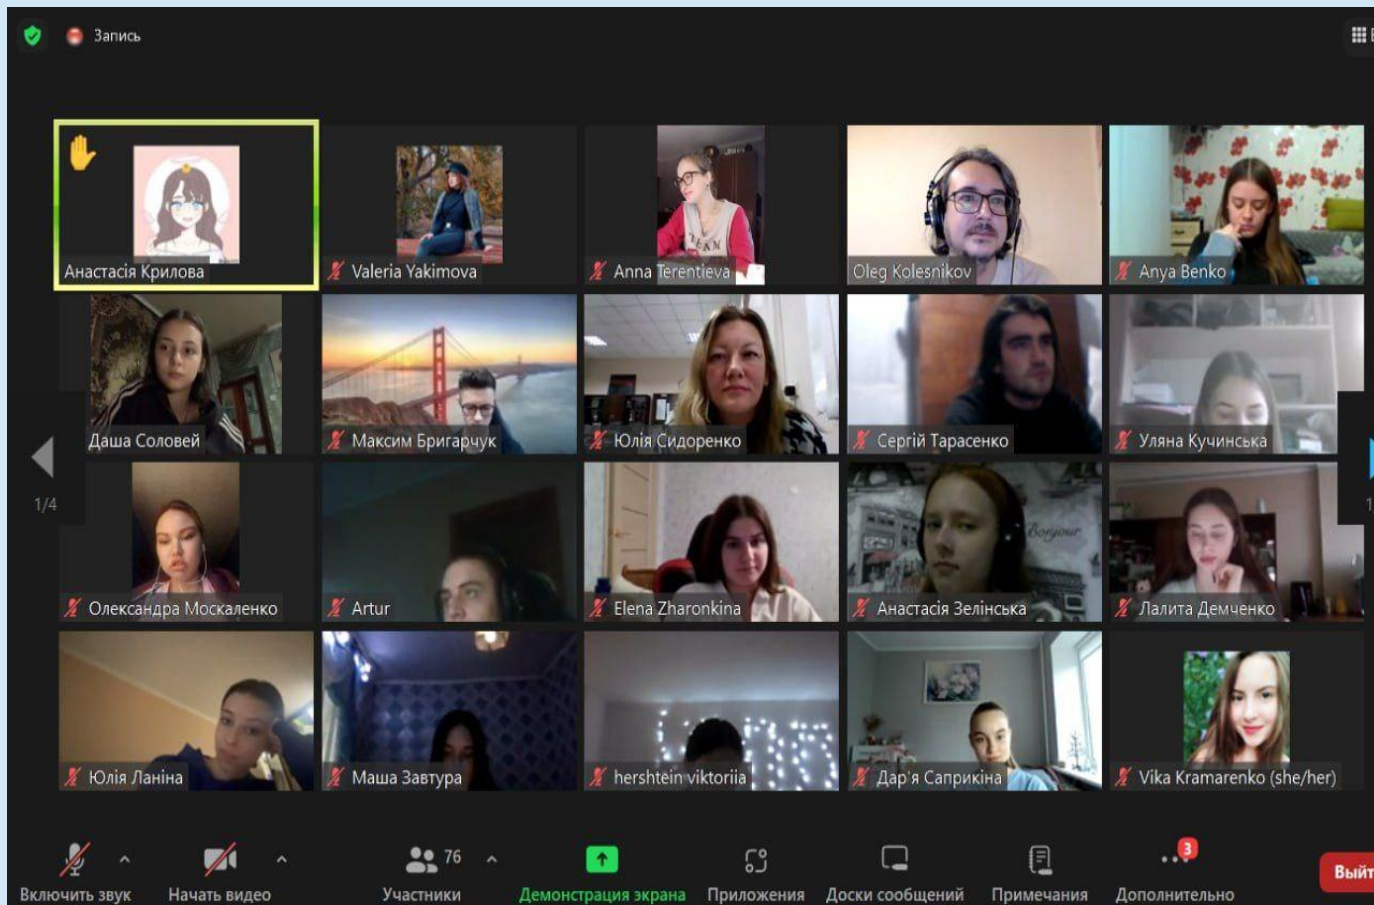 Запись
Анастасія Крилова
Valeria Yakimova
TEAM
Anna Terentieva
Oleg Kolesnikov
Anya Benko
Даша Соловей
Максим Бригарчук
Юлія Сидоренко
Сергій Тарасенко
Уляна Кучинська
1/4
Олександра Москаленко
Artur
Elena Zharonkina
Bonjour
Анастасія Зелінська
Лалита Демченко
Юлія Ланіна
Маша Завтура
hershtein viktoriia
Дар'я Саприкіна
Vika Kramarenko (she/her)
Включить звук
Начать видео
76
Участники
Демонстрация экрана
Приложения
Доски сообщений
Примечания
3
Дополнительно